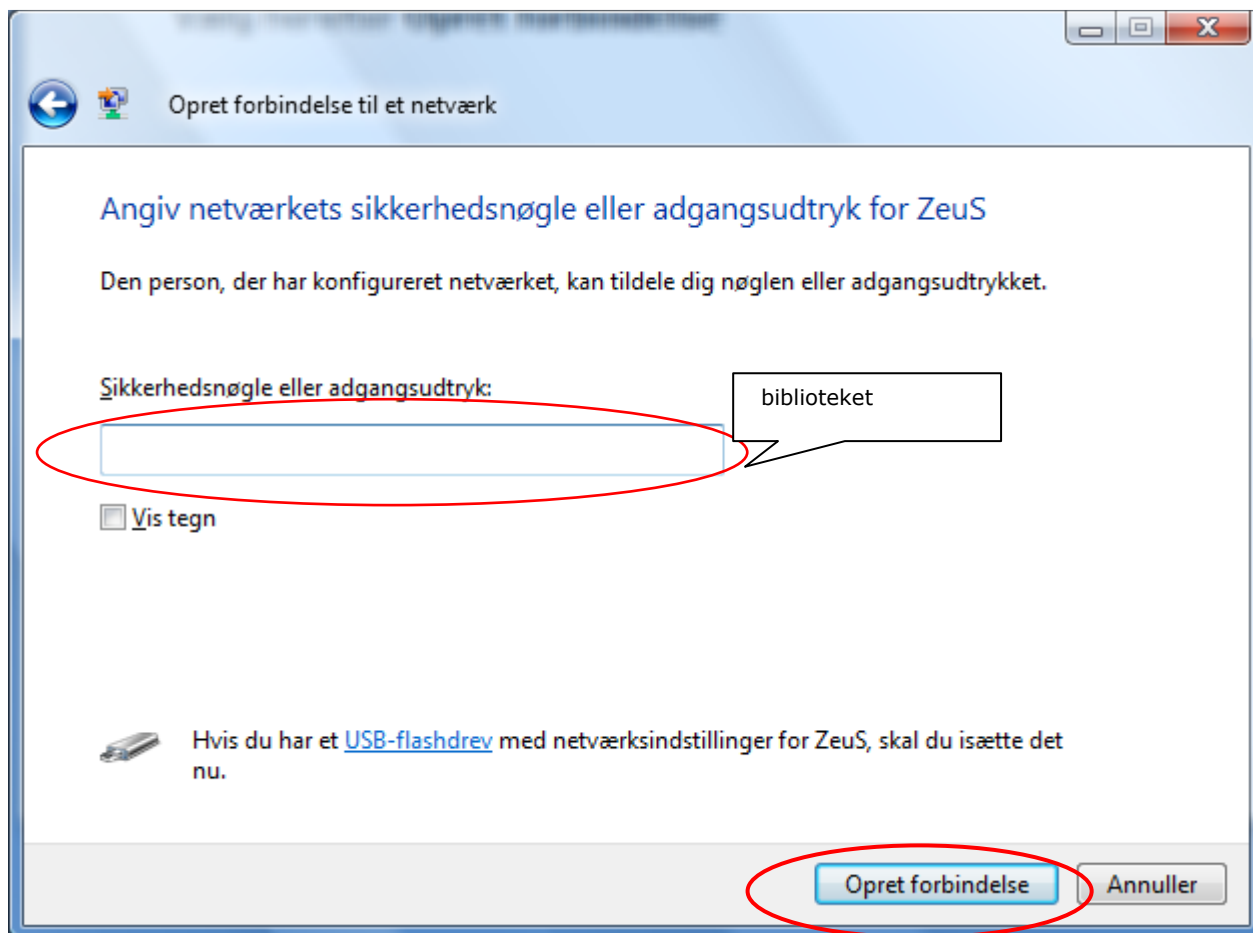 Opret forbindelse til et netværk
Angiv netværkets sikkerhedsnøgle eller adgangsudtryk for ZeuS
Den person, der har konfigureret netværket, kan tildele dig nøglen eller adgangsudtrykket.
Sikkerhedsnøgle eller adgangsudtryk:
biblioteket
Vis tegn
Hvis du har et USB-flashdrev med netværksindstillinger for ZeuS, skal du isætte det
nu.
Opret forbindelse
Annuller